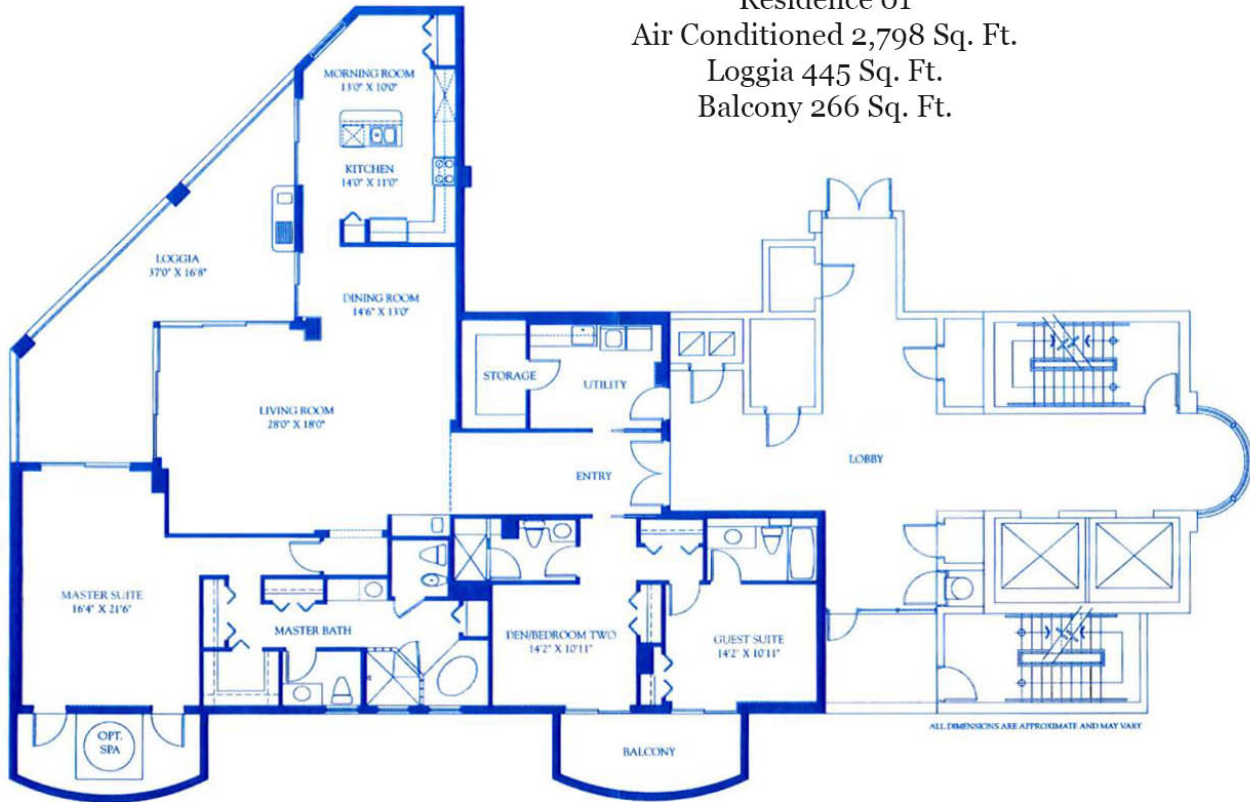 Residence 01
Air Conditioned 2,798 Sq. Ft.
Loggia 445 Sq. Ft.
Balcony 266 Sq. Ft.
MORNING ROOM
13'0" X 10'0"
KITCHEN
14'0" X 11'0"
LOGGIA
37'0" X 16'8"
DINING ROOM
14'6" X 13'0"
STORAGE
UTILITY
LIVING ROOM
28'0" X 18'0"
ENTRY
LOBBY
MASTER SUITE
16'4" X 21'6"
MASTER BATH
DEN/BEDROOM TWO
14'2" X 10'11"
GUEST SUITE
14'2" X 10'11"
OPT.
SPA
BALCONY
ALL DIMENSIONS ARE APPROXIMATE AND MAY VARY